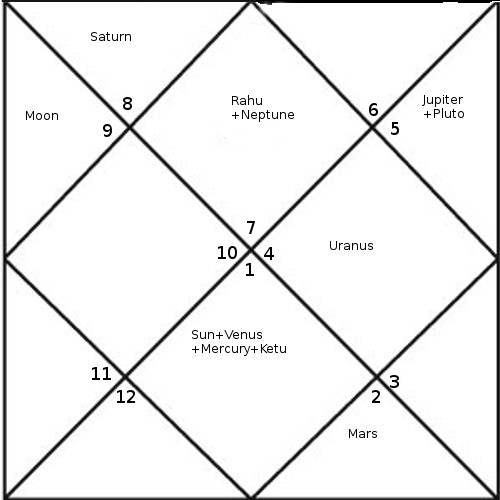 Saturn
Moon
8
9
Rahu
+Neptune
6
5
Jupiter
+Pluto
7
10
4
1
Uranus
Sun+Venus
+Mercury+Ketu
11
12
3
2
Mars